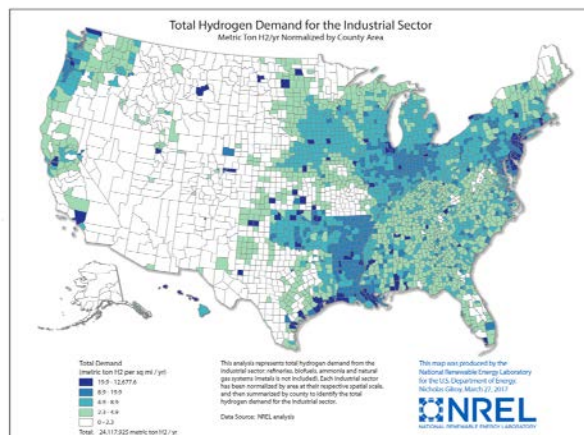 Total Hydrogen Demand for the Industrial Sector
Metric Ton H2/yr Normalized by County Area
Total Demand
(metric ton H2 per sq mi / yr)
19.9 - 12,677.6
8.9 - 19.9
4.9 - 8.9
2.3 - 4.9
0 - 2.3
Total: 24,117,925 metric ton H2 / yr
This analysis represents total hydrogen demand from the
industrial sector: refineries, biofuels, ammonia and natural
gas systems (metals is not included). Each industrial sector
has been normalized by area at their respective spatial scale,
and then summarized by county to identify the total
hydrogen demand for the industrial sector.
Data Source: NREL analysis
This map was produced by the
National Renewable Energy Laboratory
for the U.S. Department of Energy.
Nicholas Gilroy, March 27, 2017
NREL
NATIONAL RENEWABLE ENERGY LABORATORY